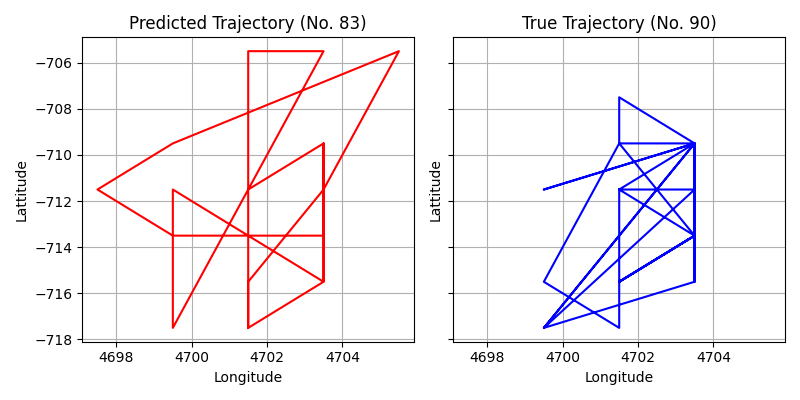 Predicted Trajectory (No. 83)
True Trajectory (No. 90)
Lattitude
−706
−708
−710
−712
−714
−716
−718
4698
4700
4702
4704
Longitude
Lattitude
4698
4700
4702
4704
Longitude